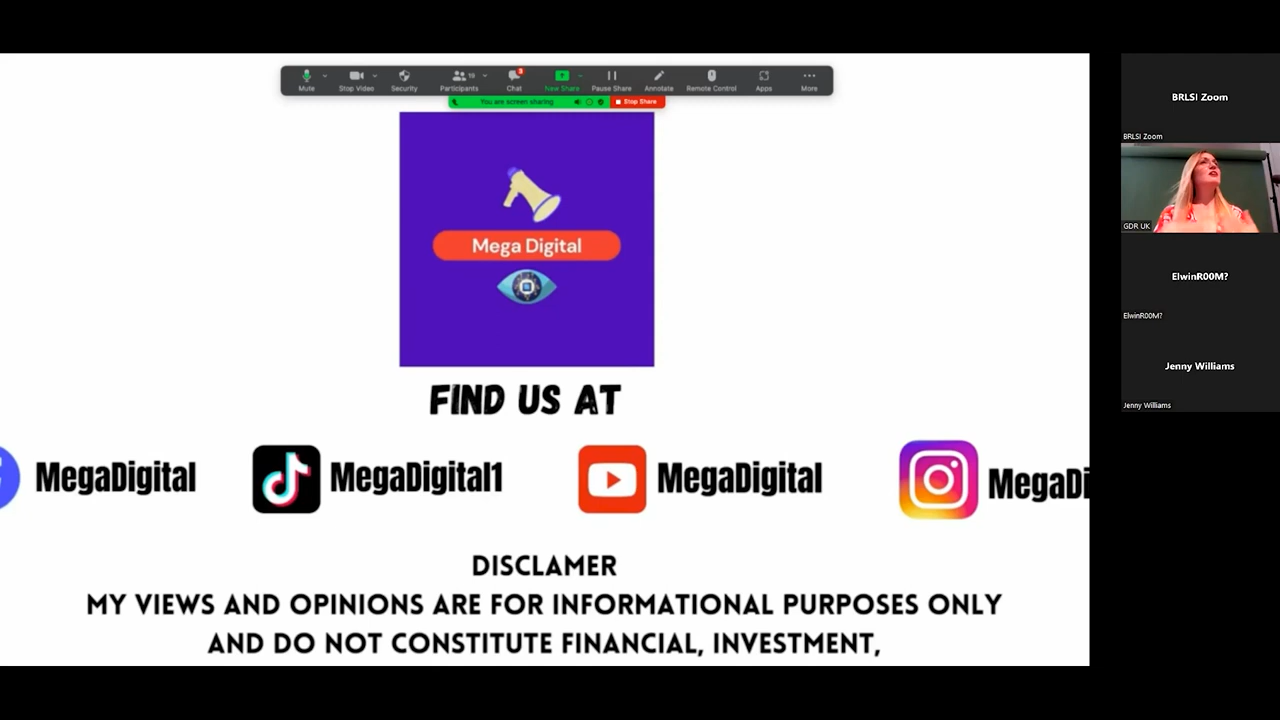 Mute Stop Video Security Participants 19 Chat 5 New Share Pause Share Annotate Remote Control Apps More
You are screen sharing Stop Share
BRLSI Zoom
BRLSI Zoom
GDR UK
ElwinR00M?
ElwinR00M?
Jenny Williams
Jenny Williams
Mega Digital
FIND US AT
MegaDigital MegaDigital1 MegaDigital MegaDi
DISCLAMER
MY VIEWS AND OPINIONS ARE FOR INFORMATIONAL PURPOSES ONLY
AND DO NOT CONSTITUTE FINANCIAL, INVESTMENT,